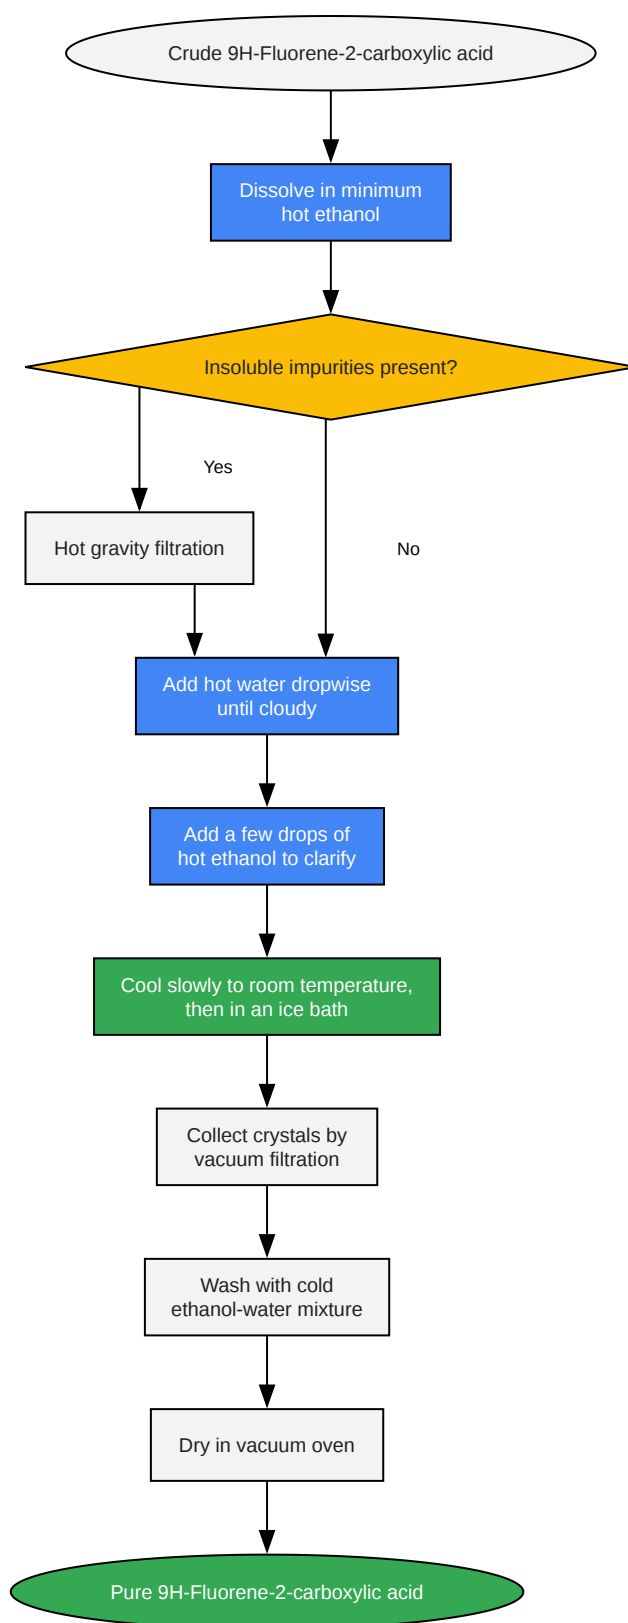 Crude 9H-Fluorene-2-carboxylic acid
Dissolve in minimum
hot ethanol
Insoluble impurities present?
Yes
Hot gravity filtration
No
Add hot water dropwise
until cloudy
Add a few drops of
hot ethanol to clarify
Cool slowly to room temperature,
then in an ice bath
Collect crystals by
vacuum filtration
Wash with cold
ethanol-water mixture
Dry in vacuum oven
Pure 9H-Fluorene-2-carboxylic acid